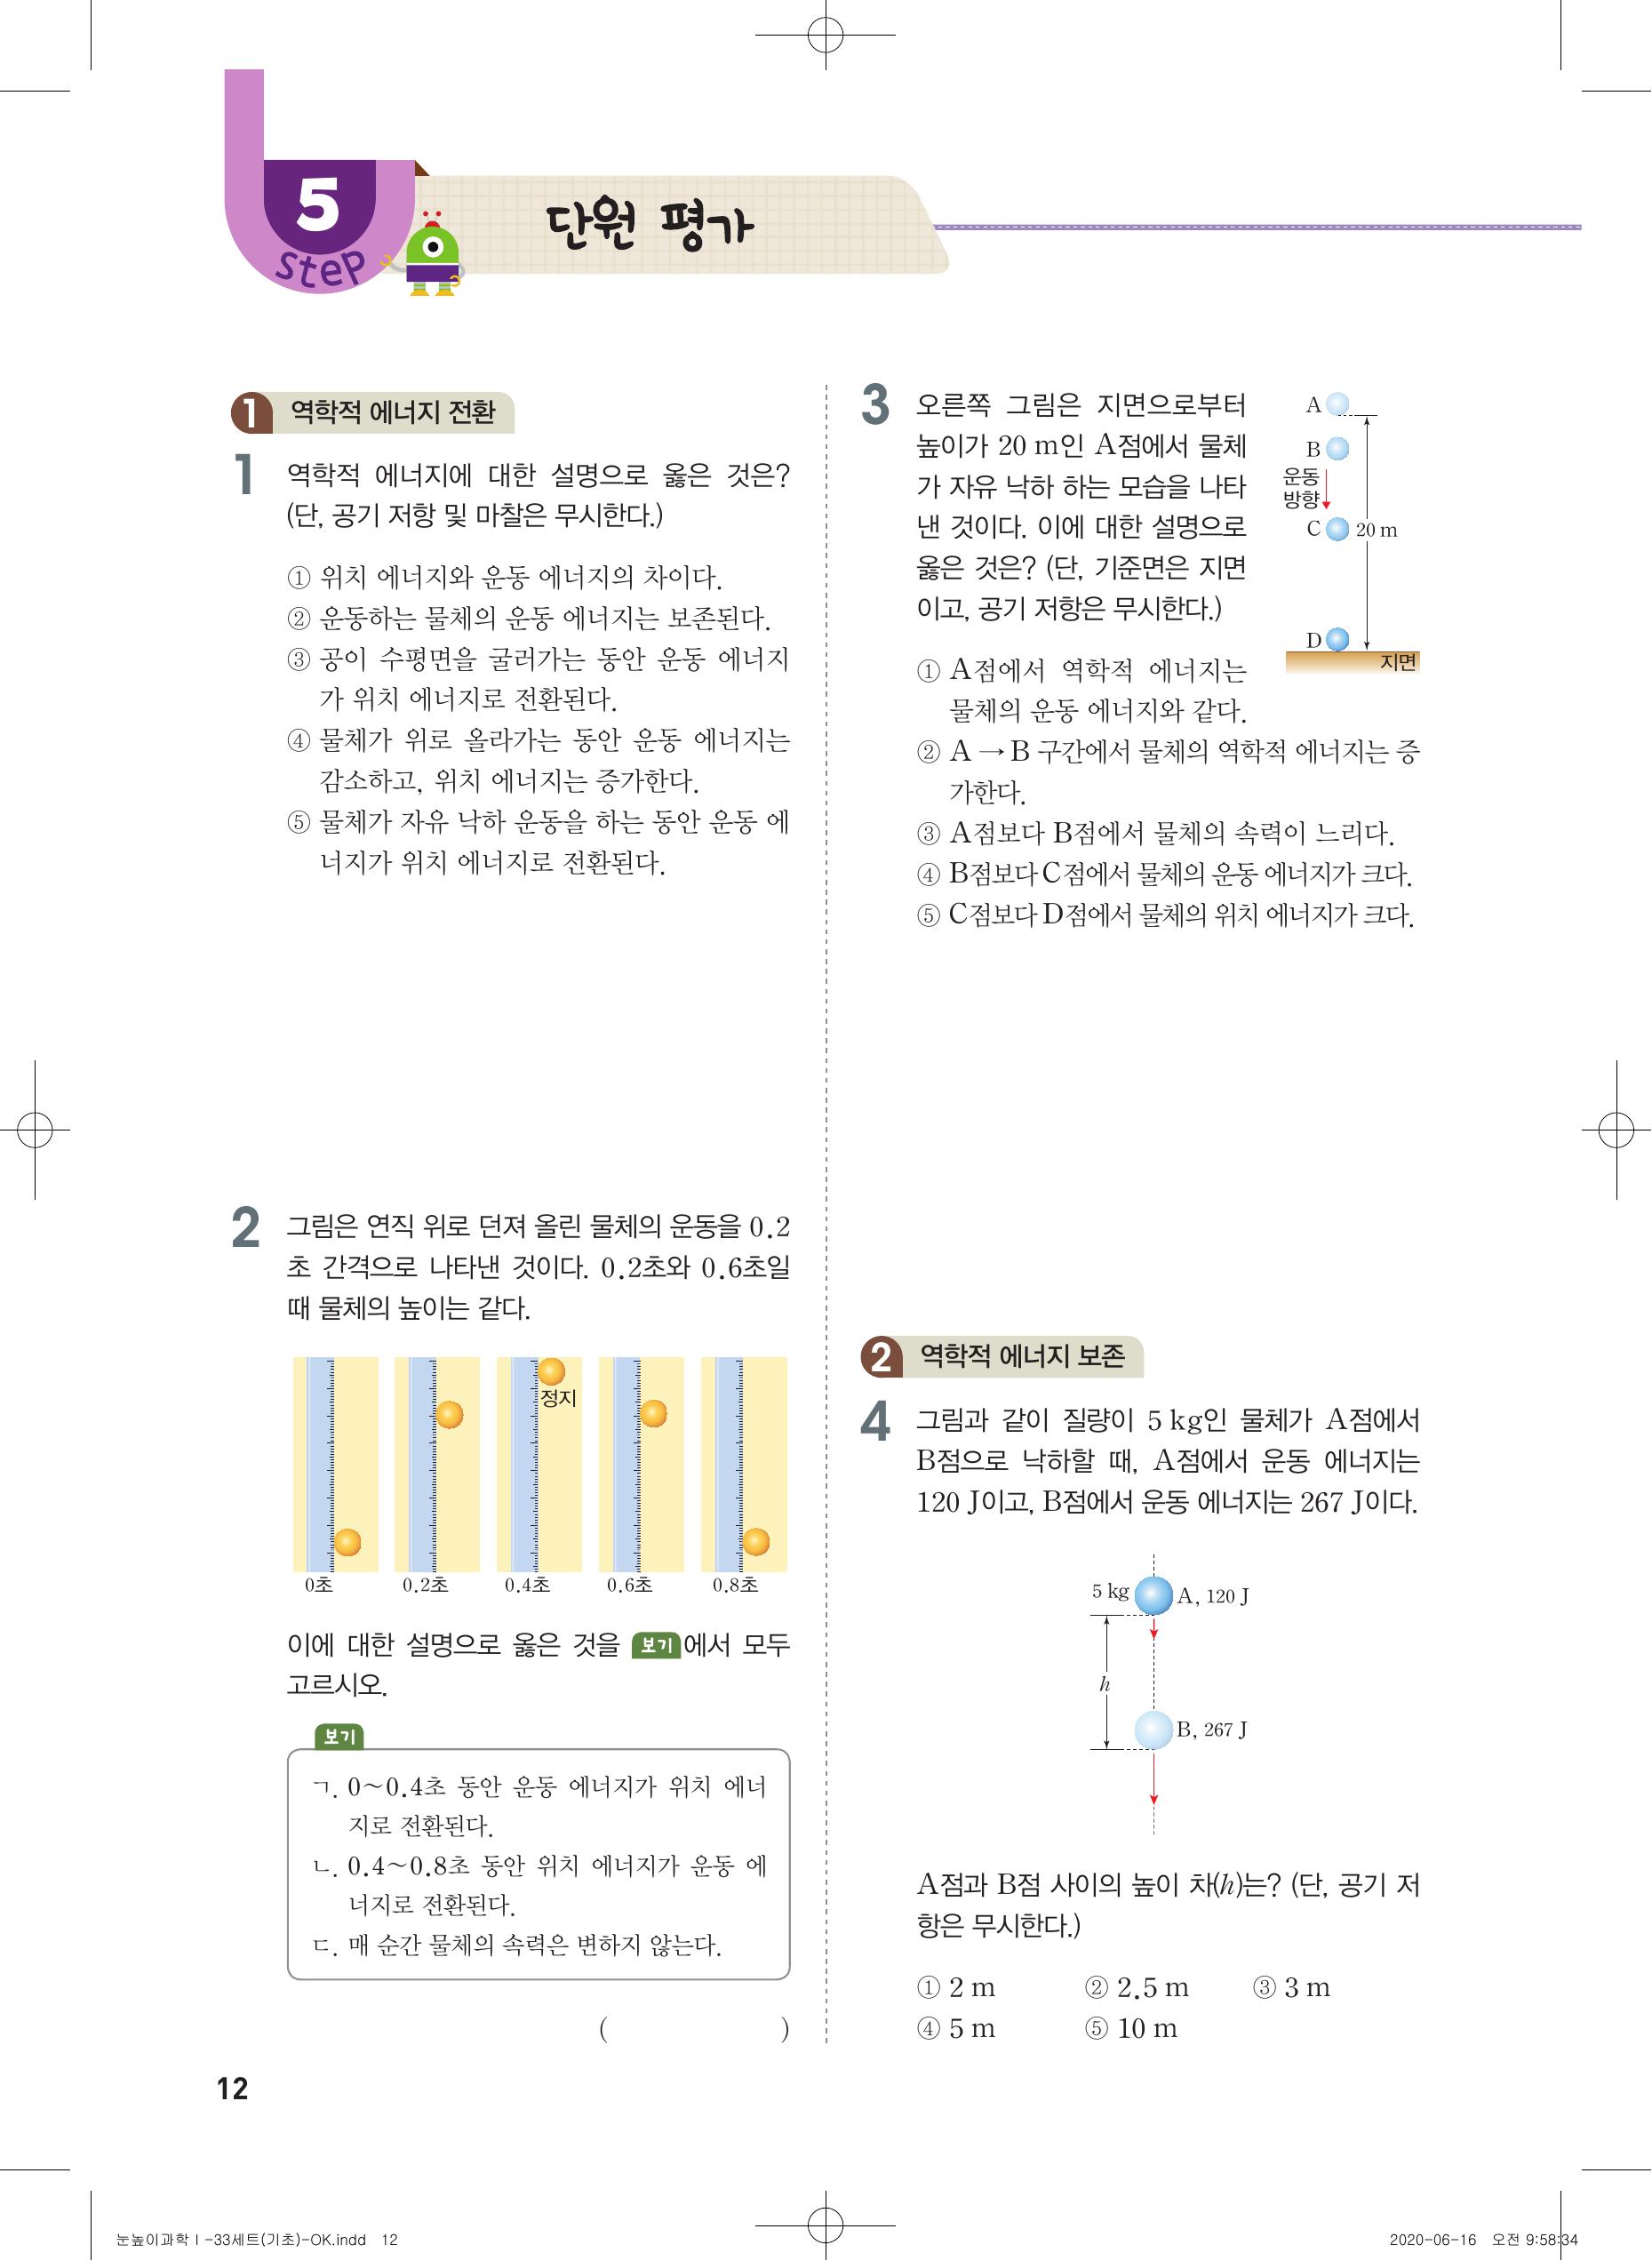 5
step
단원 평가
1 역학적 에너지 전환
1 역학적 에너지에 대한 설명으로 옳은 것은?
(단, 공기 저항 및 마찰은 무시한다.)
① 위치 에너지와 운동 에너지의 차이다.
② 운동하는 물체의 운동 에너지는 보존된다.
③ 공이 수평면을 굴러가는 동안 운동 에너지
가 위치 에너지로 전환된다.
④ 물체가 위로 올라가는 동안 운동 에너지는
감소하고, 위치 에너지는 증가한다.
⑤ 물체가 자유 낙하 운동을 하는 동안 운동 에
너지가 위치 에너지로 전환된다.
2 그림은 연직 위로 던져 올린 물체의 운동을 0.2
초 간격으로 나타낸 것이다. 0.2초와 0.6초일
때 물체의 높이는 같다.
정지
0초 0.2초 0.4초 0.6초 0.8초
이에 대한 설명으로 옳은 것을 보기에서 모두
고르시오.
보기
ㄱ. 0~0.4초 동안 운동 에너지가 위치 에너
지로 전환된다.
ㄴ. 0.4~0.8초 동안 위치 에너지가 운동 에
너지로 전환된다.
ㄷ. 매 순간 물체의 속력은 변하지 않는다.
( )
3 오른쪽 그림은 지면으로부터
높이가 20 m인 A점에서 물체
가 자유 낙하 하는 모습을 나타
낸 것이다. 이에 대한 설명으로
옳은 것은? (단, 기준면은 지면
이고, 공기 저항은 무시한다.)
A
B
운동
방향
C 20 m
D
지면
① A점에서 역학적 에너지는
물체의 운동 에너지와 같다.
② A → B 구간에서 물체의 역학적 에너지는 증
가한다.
③ A점보다 B점에서 물체의 속력이 느리다.
④ B점보다 C점에서 물체의 운동 에너지가 크다.
⑤ C점보다 D점에서 물체의 위치 에너지가 크다.
2 역학적 에너지 보존
4 그림과 같이 질량이 5 kg인 물체가 A점에서
B점으로 낙하할 때, A점에서 운동 에너지는
120 J이고, B점에서 운동 에너지는 267 J이다.
5 kg A, 120 J
h
B, 267 J
A점과 B점 사이의 높이 차(h)는? (단, 공기 저
항은 무시한다.)
① 2 m ② 2.5 m ③ 3 m
④ 5 m ⑤ 10 m
12
눈높이과학 I -33세트(기초)-OK.indd 12
2020-06-16 오전 9:58:34